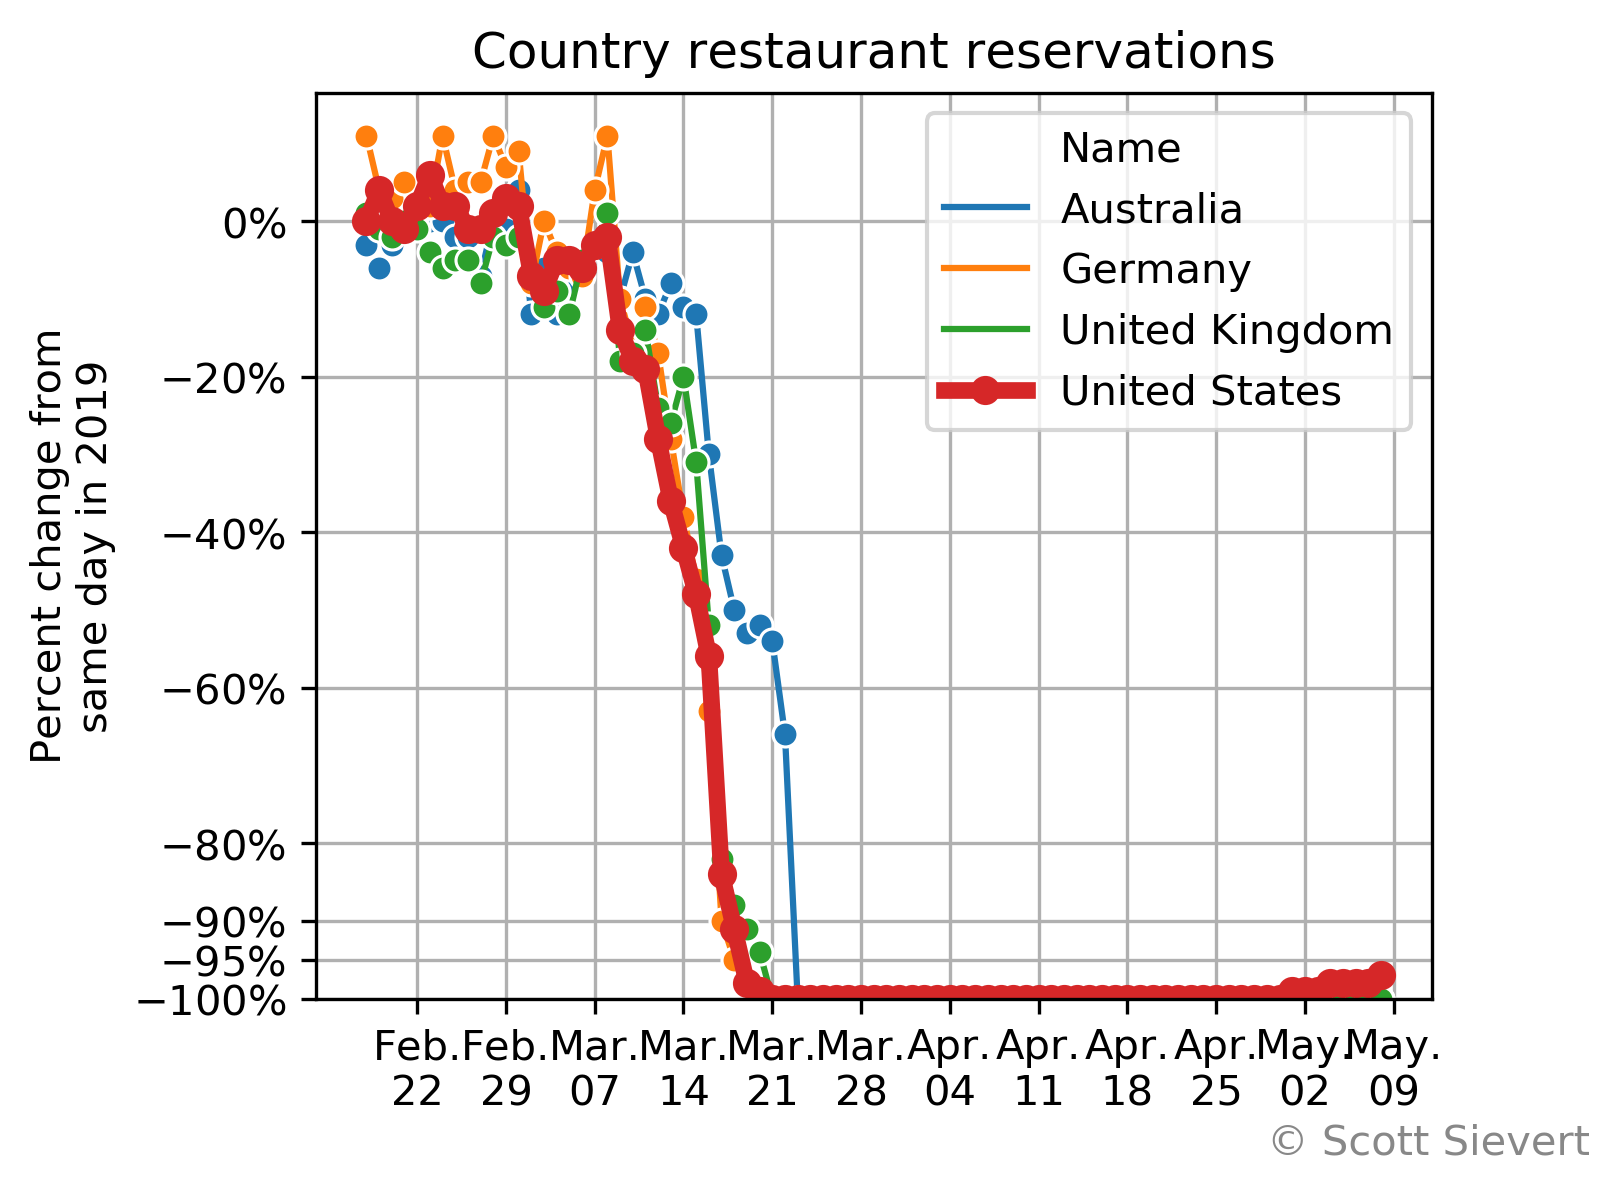 Country restaurant reservations
Name
Australia
Germany
United Kingdom
United States
Percent change from
same day in 2019
0%
−20%
−40%
−60%
−80%
−90%
−95%
−100%
Feb. Feb. Mar. Mar. Mar. Mar. Apr. Apr. Apr. Apr. May. May.
22 29 07 14 21 28 04 11 18 25 02 09
© Scott Sievert